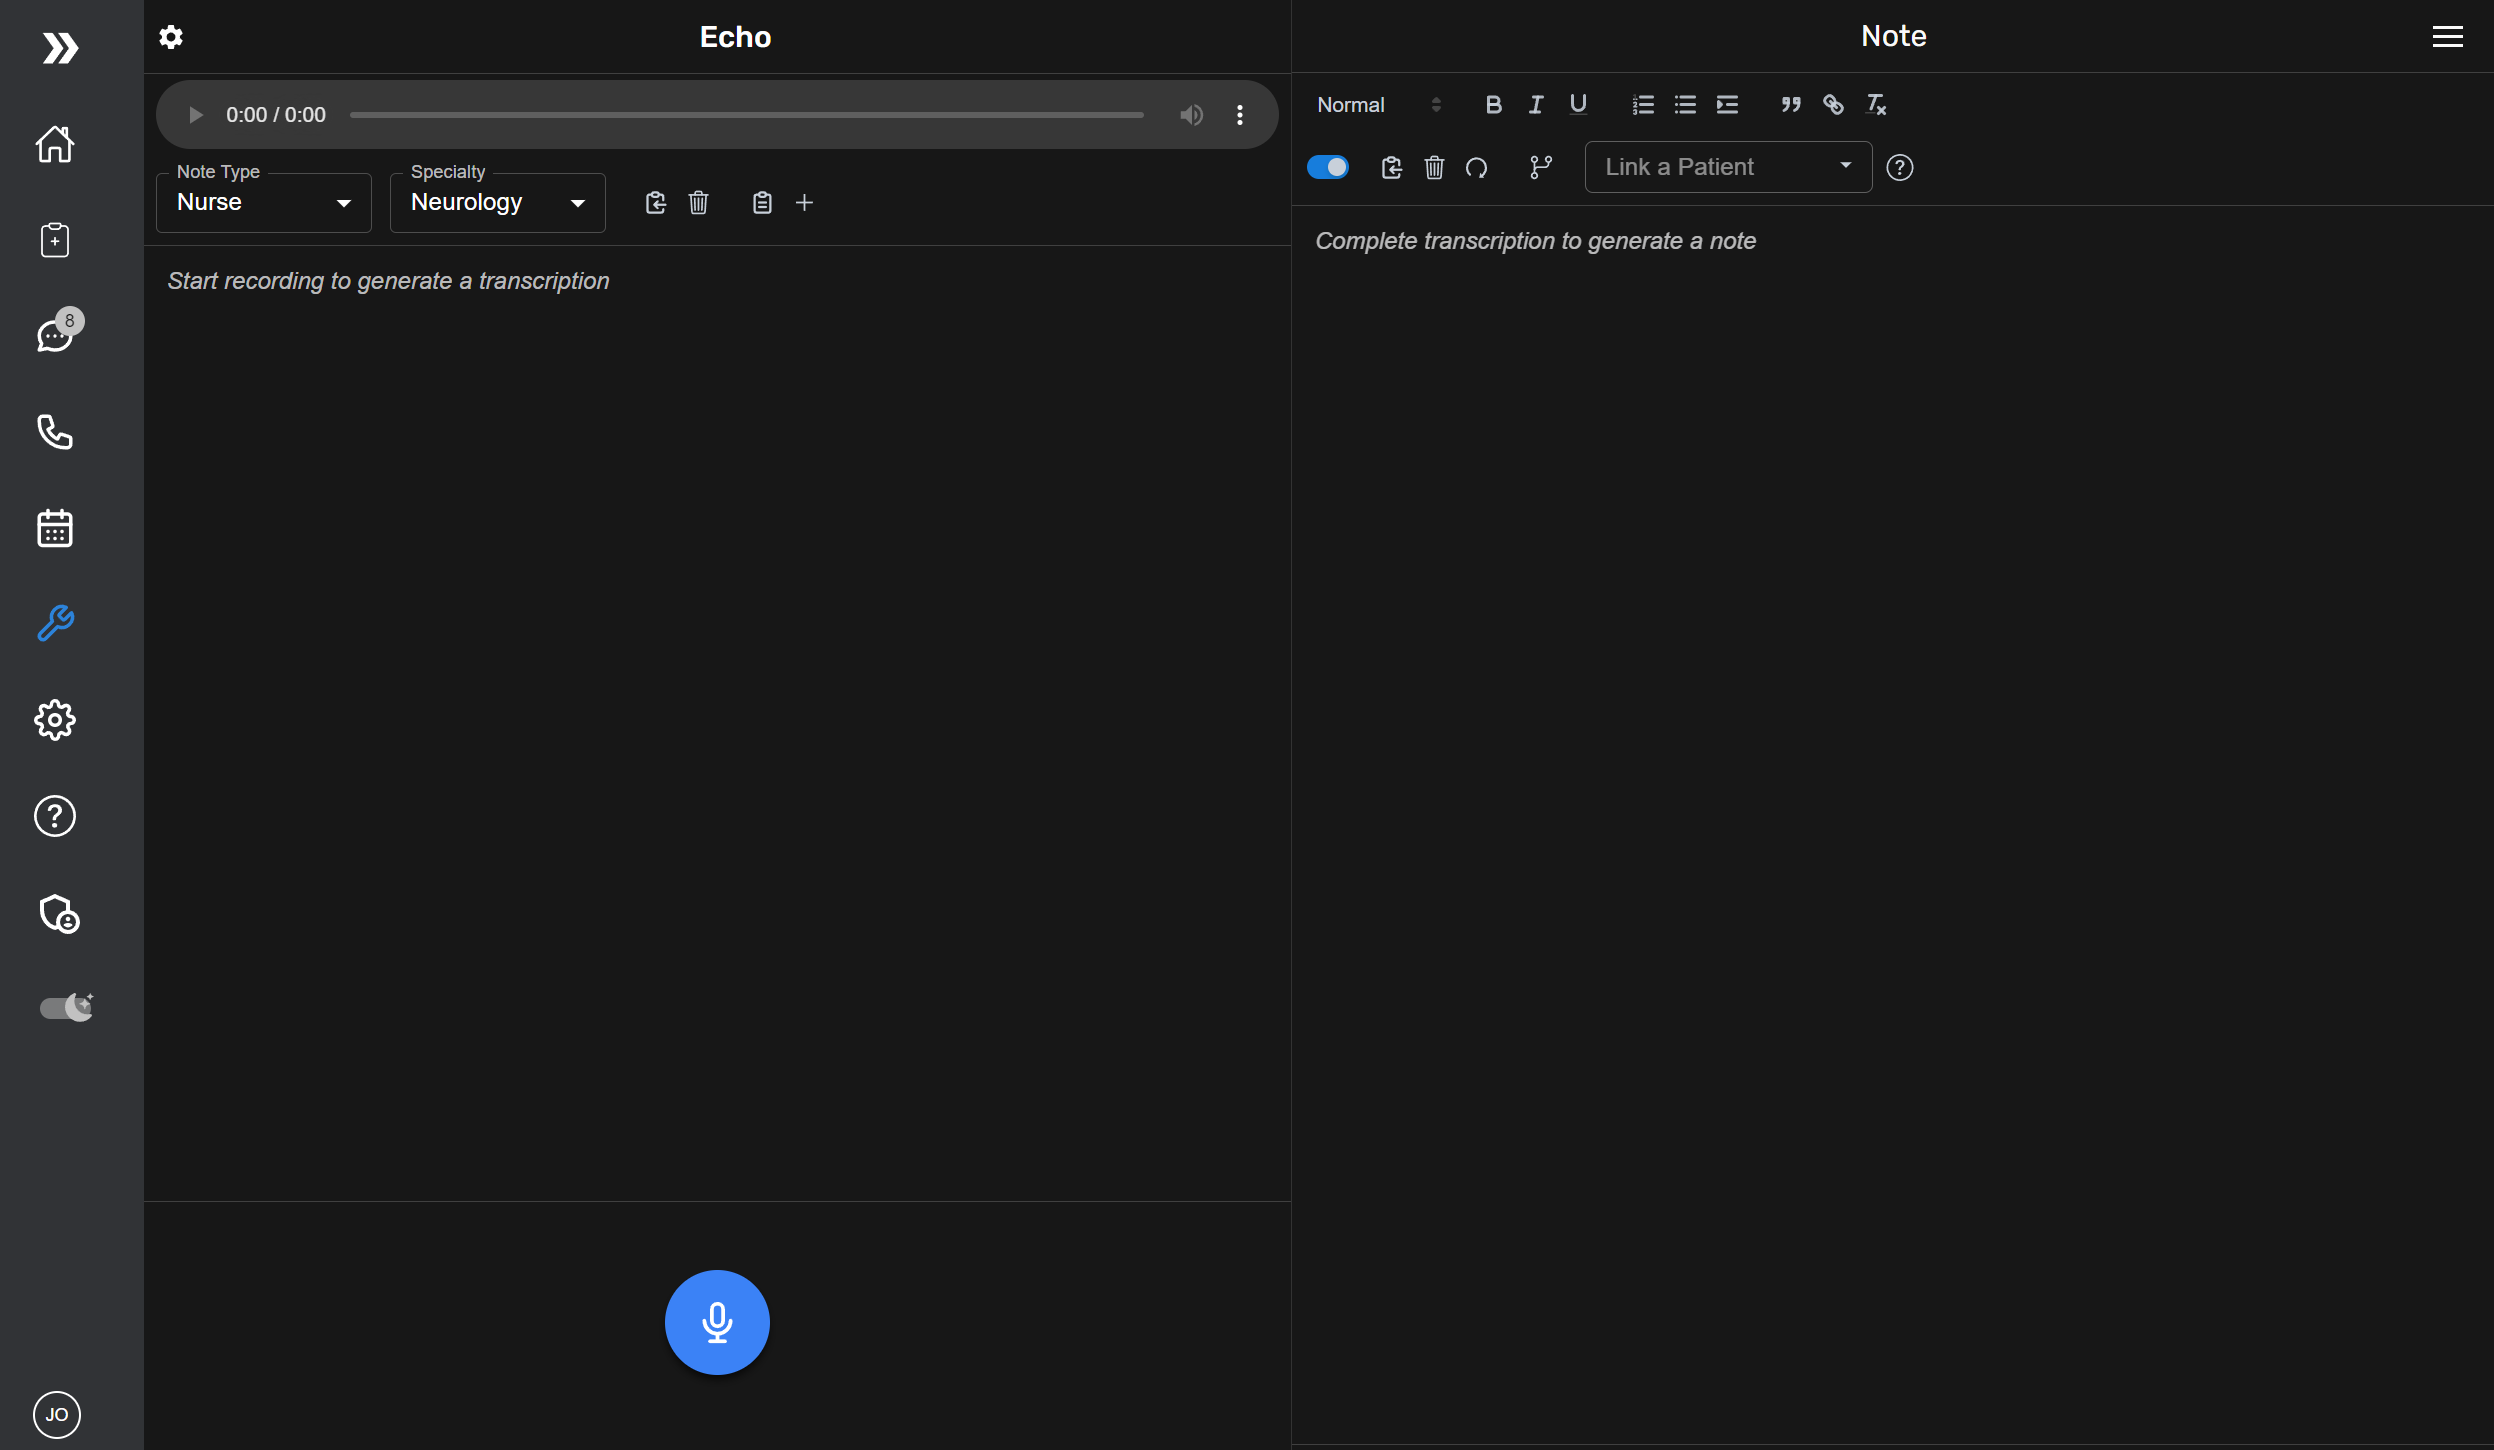 Echo
0:00 / 0:00
Note Type
Nurse
Specialty
Neurology
Start recording to generate a transcription
Note
Normal
Link a Patient
Complete transcription to generate a note
8
JO